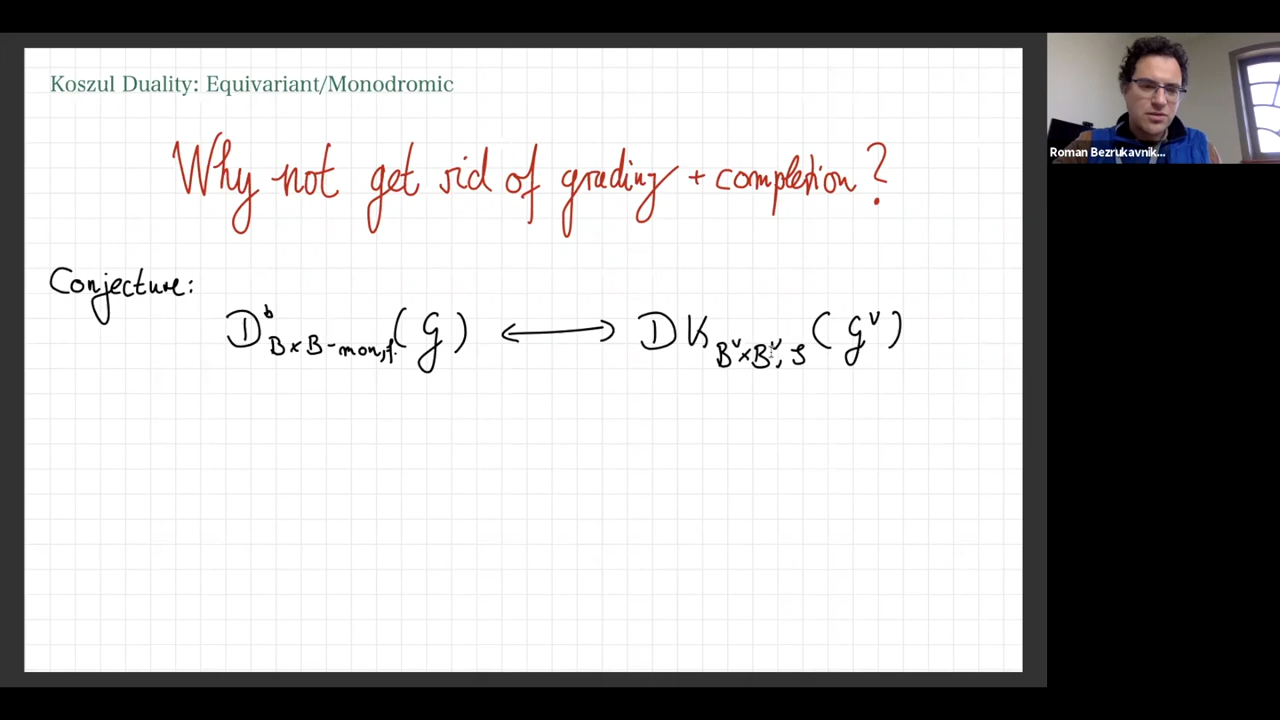 Koszul Duality: Equivariant/Monodromic
Why not get rid of grading + completion?
Conjecture:
D^b_{B×B-mon,f.}(G) ⟷ DK_{B^∨×B^∨,S}(G^∨)
Roman Bezrukavnik...